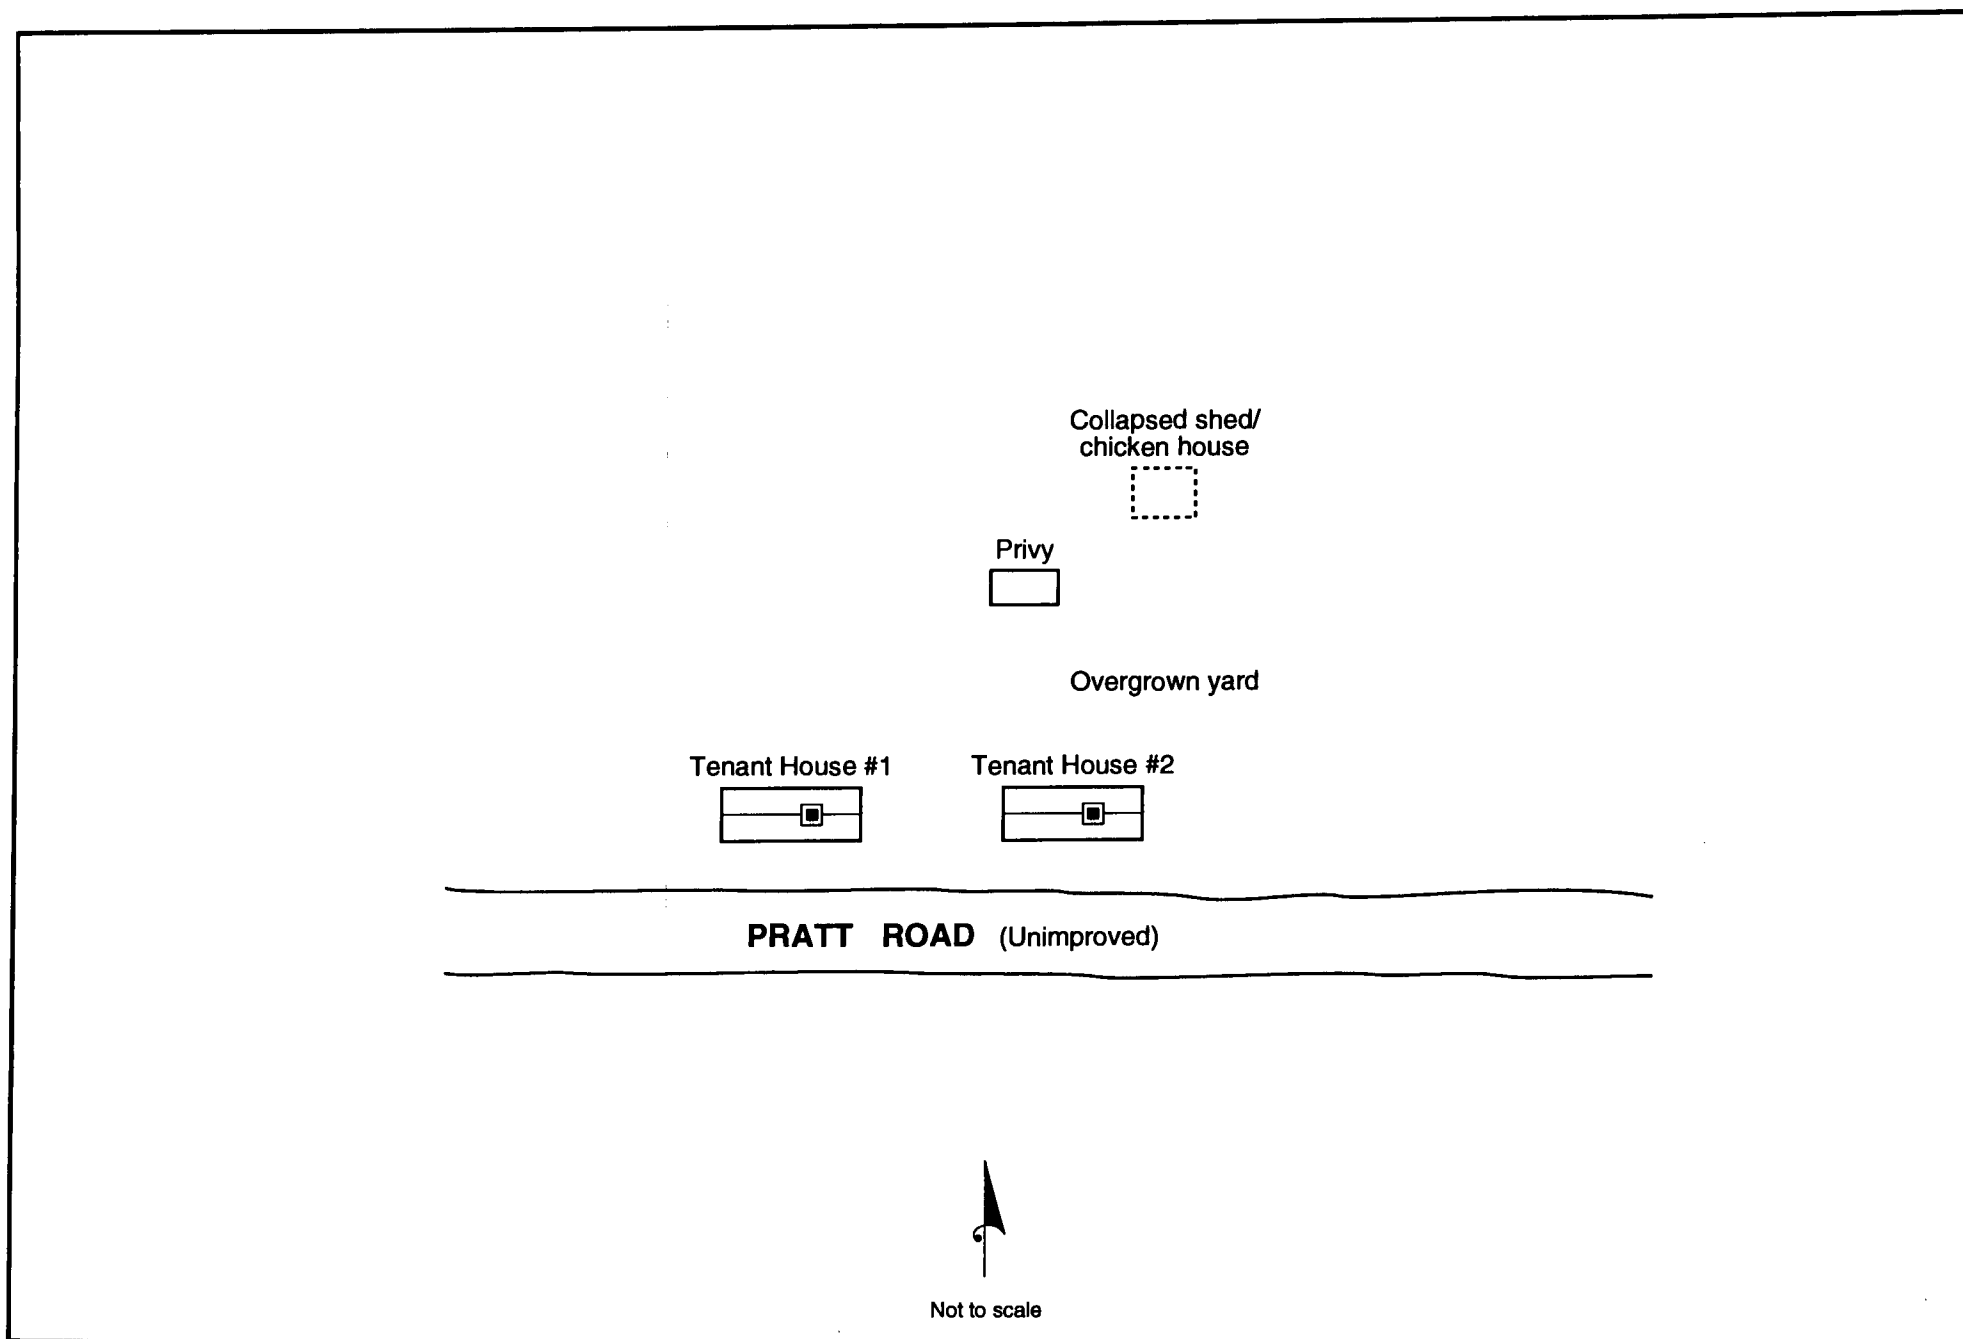 Collapsed shed/
chicken house
Privy
Overgrown yard
Tenant House #1
Tenant House #2
PRATT ROAD (Unimproved)
Not to scale